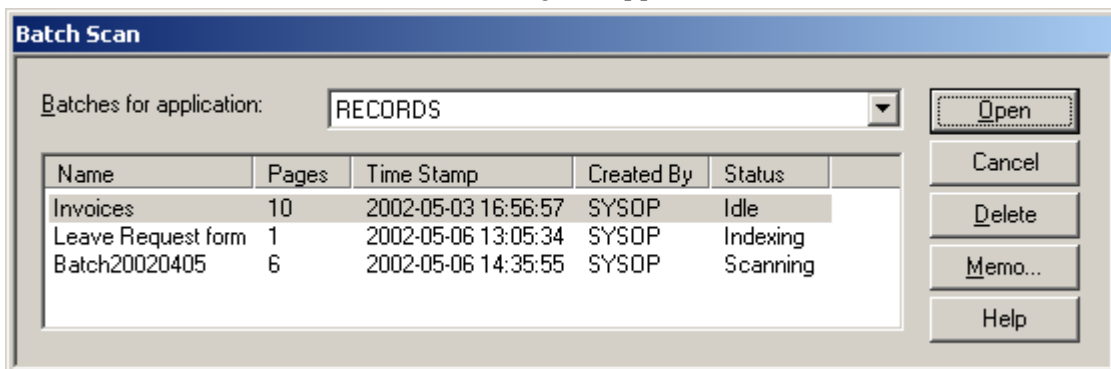 Batch Scan
Batches for application: RECORDS
Open
Cancel
Name Pages Time Stamp Created By Status
Invoices 10 2002-05-03 16:56:57 SYSOP Idle
Leave Request form 1 2002-05-06 13:05:34 SYSOP Indexing
Batch20020405 6 2002-05-06 14:35:55 SYSOP Scanning
Delete
Memo...
Help